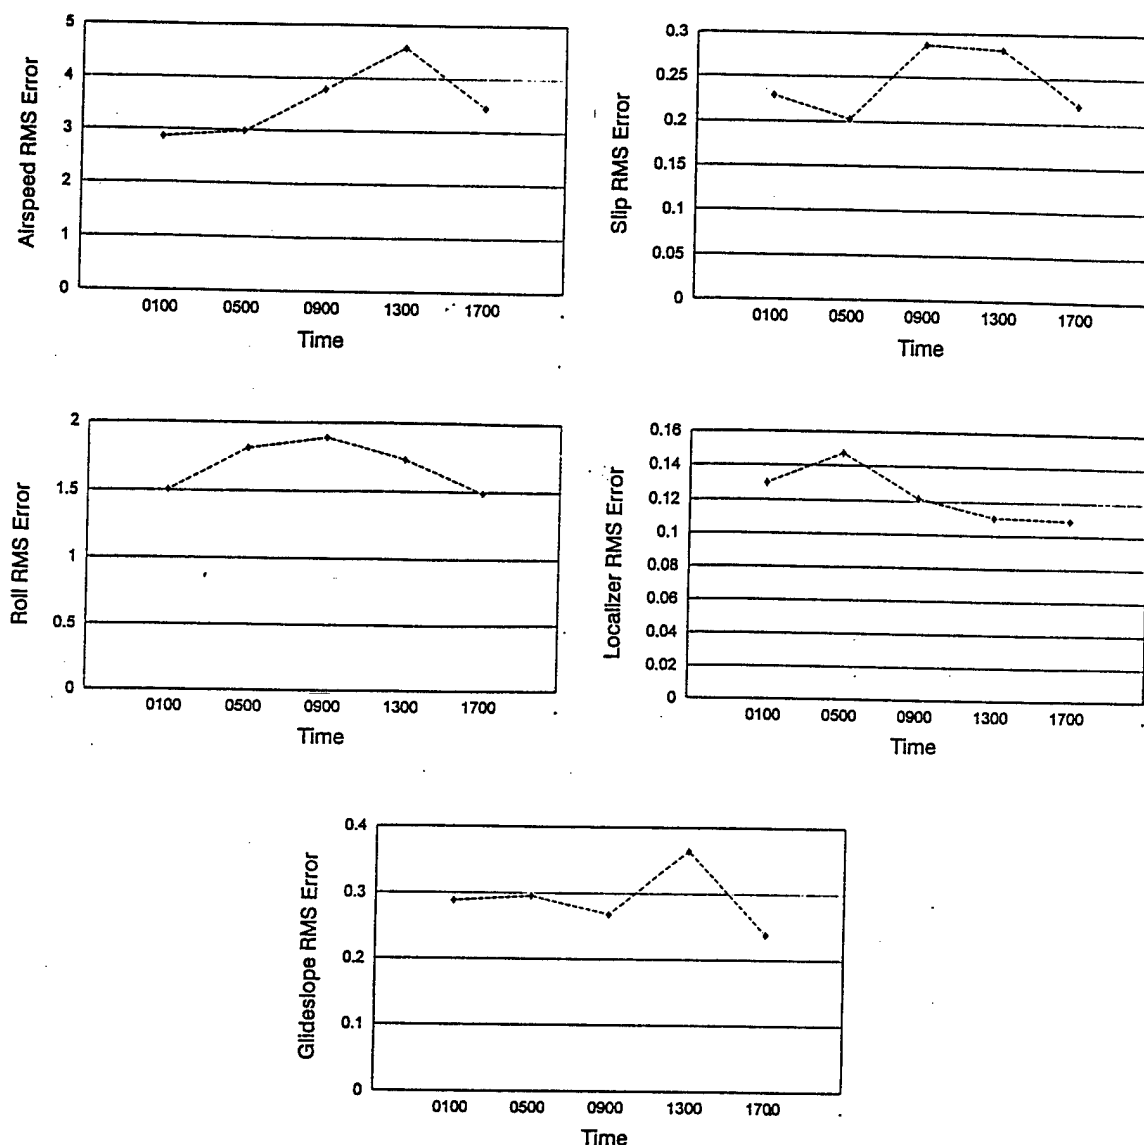 Airspeed RMS Error
5
4
3
2
1
0
0100 0500 0900 1300 1700
Time
Slip RMS Error
0.3
0.25
0.2
0.15
0.1
0.05
0
0100 0500 0900 1300 1700
Time
Roll RMS Error
2
1.5
1
0.5
0
0100 0500 0900 1300 1700
Time
Localizer RMS Error
0.16
0.14
0.12
0.1
0.08
0.06
0.04
0.02
0
0100 0500 0900 1300 1700
Time
Glideslope RMS Error
0.4
0.3
0.2
0.1
0
0100 0500 0900 1300 1700
Time